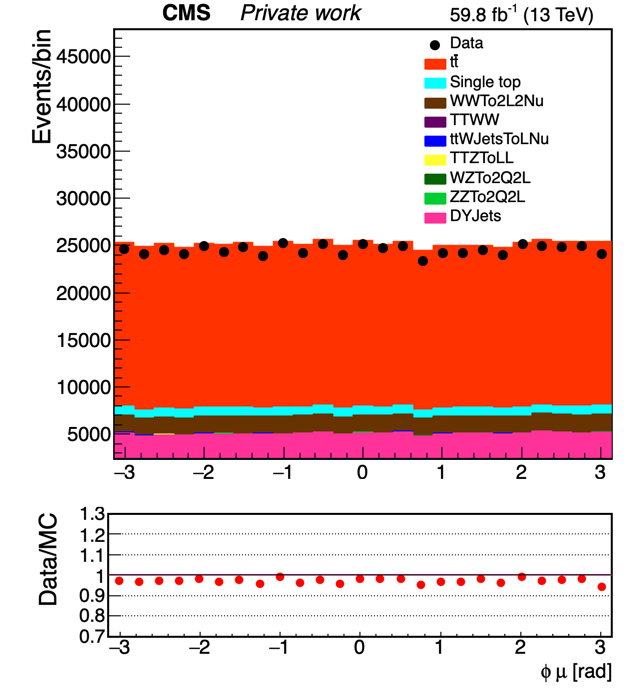 CMS Private work 59.8 fb⁻¹ (13 TeV)
Events/bin
45000
40000
35000
30000
25000
20000
15000
10000
5000
Data
tt̄
Single top
WWTo2L2Nu
TTWW
ttWJetsToLNu
TTZToLL
WZTo2Q2L
ZZTo2Q2L
DYJets
−3 −2 −1 0 1 2 3
Data/MC
1.3
1.2
1.1
1
0.9
0.8
0.7
−3 −2 −1 0 1 2 3
ϕ μ [rad]